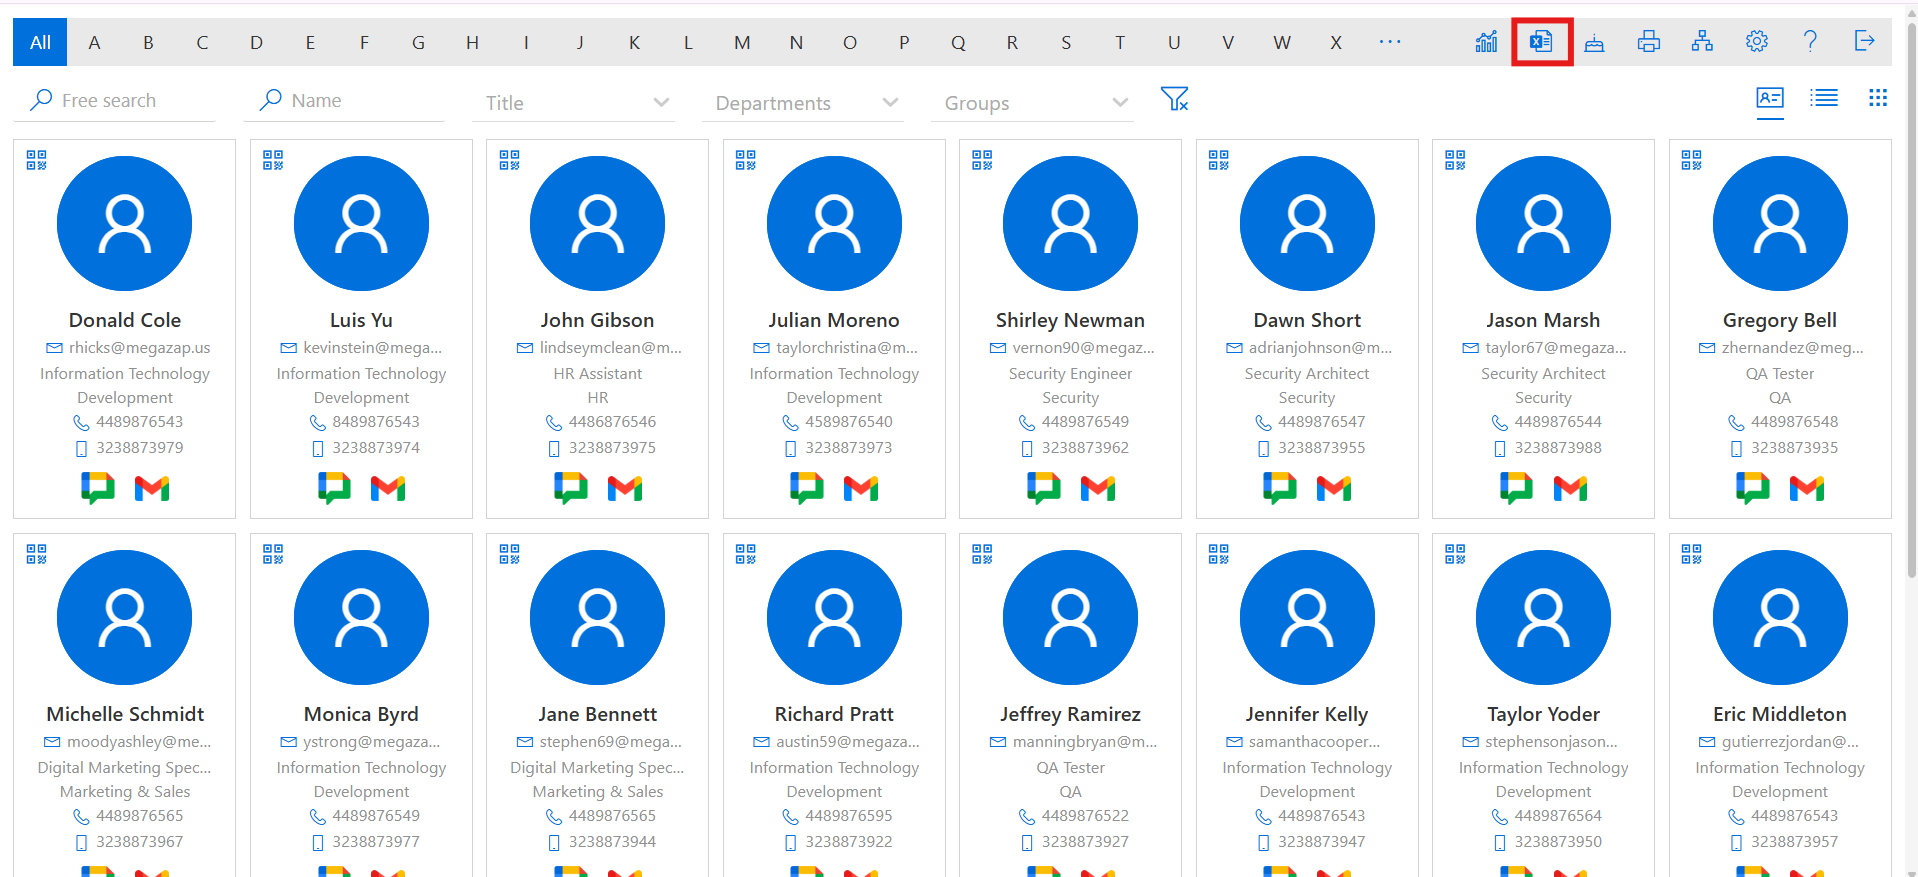 All A B C D E F G H I J K L M N O P Q R S T U V W X ...
Free search Name Title Departments Groups
Donald Cole
rhicks@megazap.us
Information Technology
Development
4489876543
3238873979
Luis Yu
kevinstein@mega...
Information Technology
Development
8489876543
3238873974
John Gibson
lindseymclean@m...
HR Assistant
HR
4486876546
3238873975
Julian Moreno
taylorchristina@m...
Information Technology
Development
4589876540
3238873973
Shirley Newman
vernon90@megaz...
Security Engineer
Security
4489876549
3238873962
Dawn Short
adrianjohnson@m...
Security Architect
Security
4489876547
3238873955
Jason Marsh
taylor67@megaza...
Security Architect
Security
4489876544
3238873988
Gregory Bell
zhernandez@meg...
QA Tester
QA
4489876548
3238873935
Michelle Schmidt
moodyashley@me...
Digital Marketing Spec...
Marketing & Sales
4489876565
3238873967
Monica Byrd
ystrong@megaza...
Information Technology
Development
4489876549
3238873977
Jane Bennett
stephen69@mega...
Digital Marketing Spec...
Marketing & Sales
4489876565
3238873944
Richard Pratt
austin59@megaza...
Information Technology
Development
4489876595
3238873922
Jeffrey Ramirez
manningbryan@m...
QA Tester
QA
4489876522
3238873927
Jennifer Kelly
samanthacooper...
Information Technology
Development
4489876543
3238873947
Taylor Yoder
stephensonjason...
Information Technology
Development
4489876564
3238873950
Eric Middleton
gutierrezjordan@...
Information Technology
Development
4489876543
3238873957